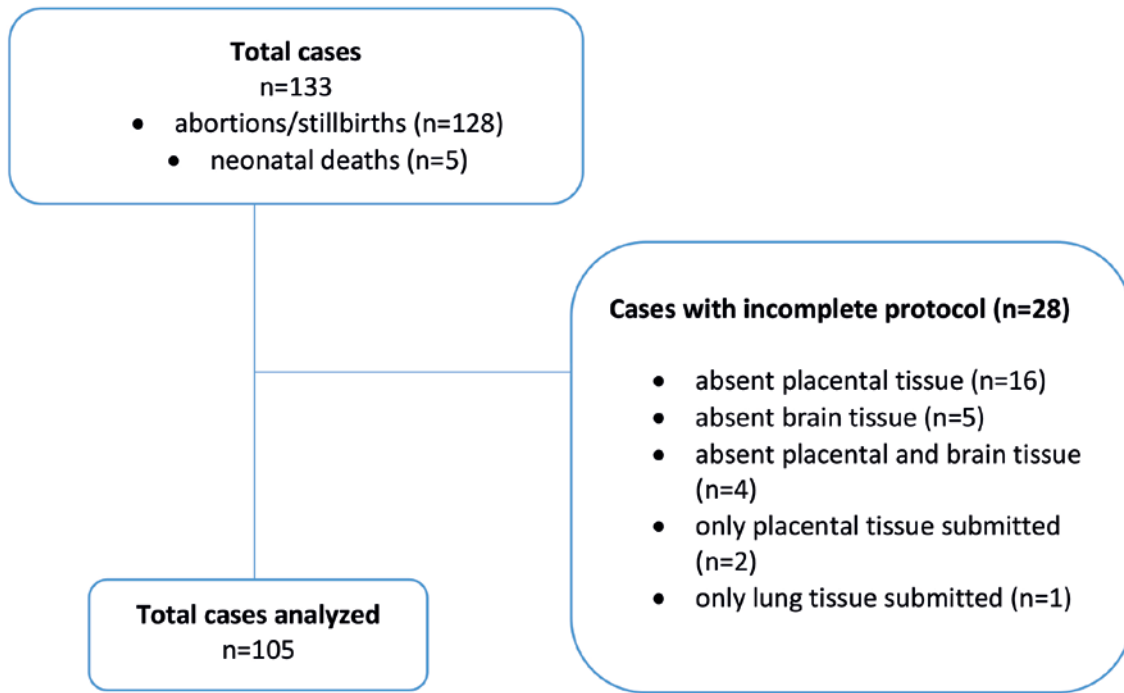 Total cases
n=133
• abortions/stillbirths (n=128)
• neonatal deaths (n=5)
Cases with incomplete protocol (n=28)
• absent placental tissue (n=16)
• absent brain tissue (n=5)
• absent placental and brain tissue
(n=4)
• only placental tissue submitted
(n=2)
• only lung tissue submitted (n=1)
Total cases analyzed
n=105